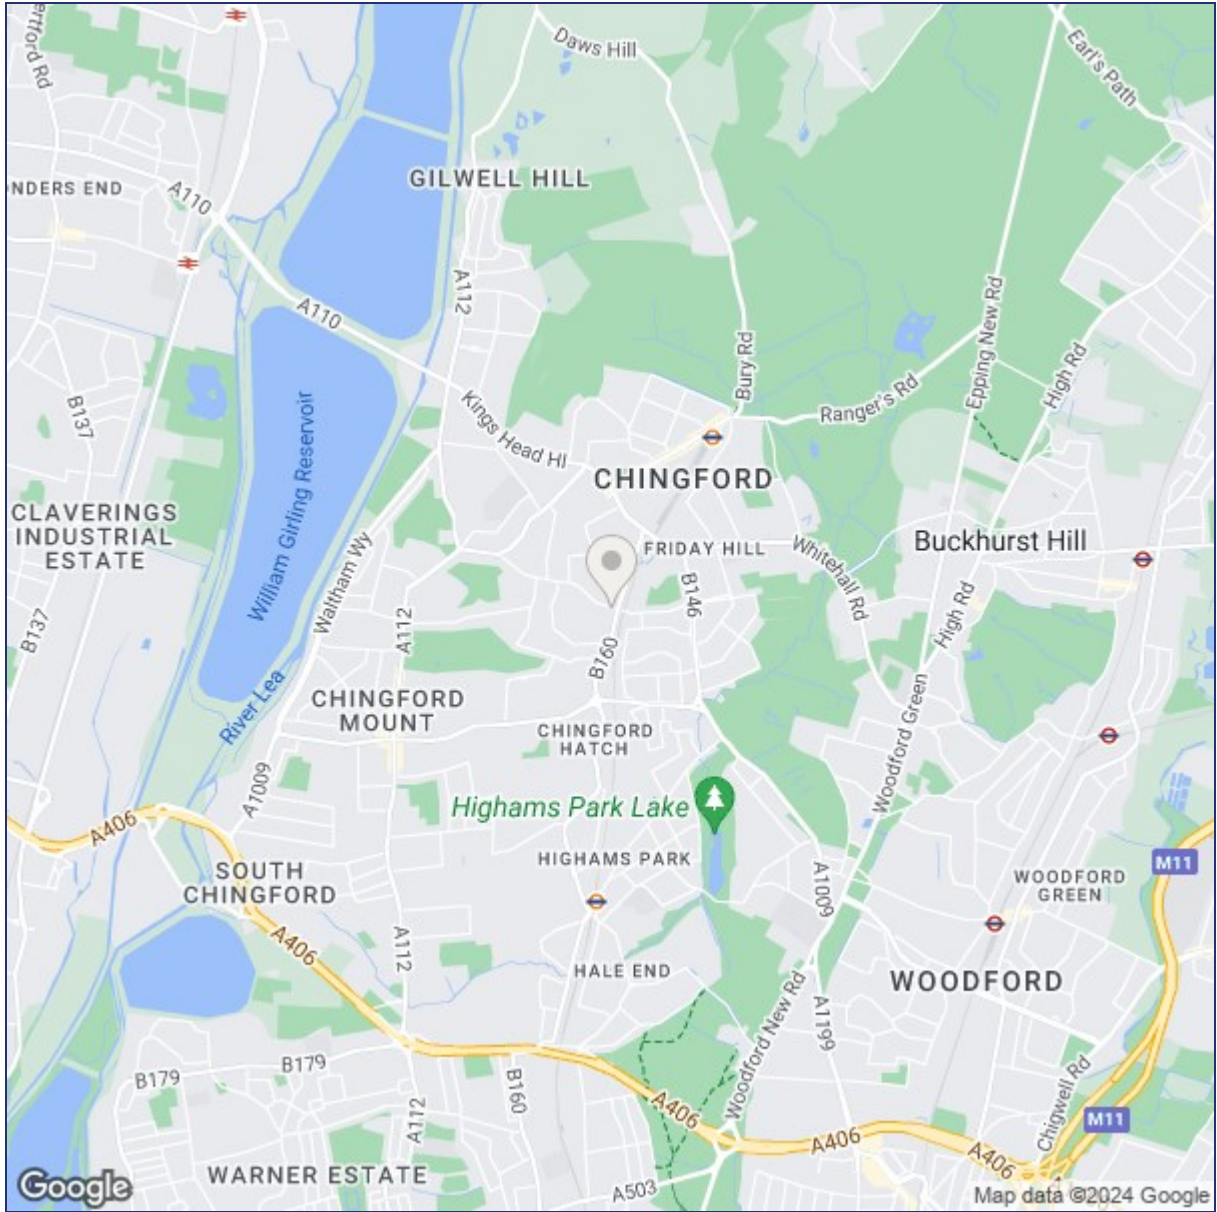 ertford Rd
Daws Hill
Earl's Path
GILWELL HILL
ONDERS END
A110
A112
A110
Epping New Rd
High Rd
Bury Rd
Ranger's Rd
B137
William Girling Reservoir
Kings Head Hl
CHINGFORD
CLAVERINGS
INDUSTRIAL
ESTATE
Waltham Wy
FRIDAY HILL
Whitehall Rd
Buckhurst Hill
B146
High Rd
B137
A112
B160
River Lea
CHINGFORD
MOUNT
CHINGFORD
HATCH
Woodford Green
A1009
Highams Park Lake
A406
HIGHAMS PARK
M11
SOUTH
CHINGFORD
A1009
WOODFORD
GREEN
A406
A112
HALE END
WOODFORD
Woodford New Rd
A1199
B179
B179
B160
A112
A406
A406
Chigwell Rd
M11
A406
WARNER ESTATE
A503
Google
Map data ©2024 Google